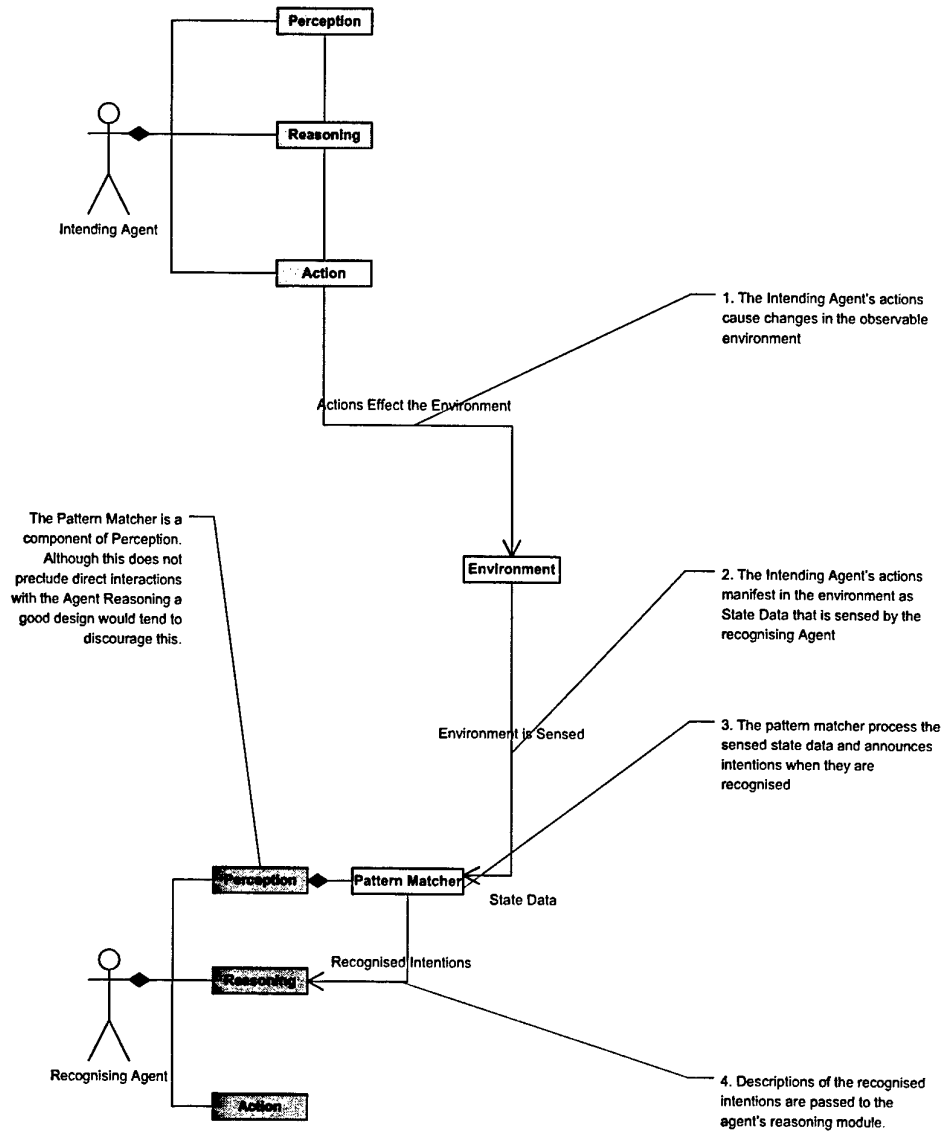 Perception
Reasoning
Intending Agent
Action
1. The Intending Agent's actions
cause changes in the observable
environment
Actions Effect the Environment
The Pattern Matcher is a
component of Perception.
Although this does not
preclude direct interactions
with the Agent Reasoning a
good design would tend to
discourage this.
Environment
2. The Intending Agent's actions
manifest in the environment as
State Data that is sensed by the
recognising Agent
Environment is Sensed
3. The pattern matcher process the
sensed state data and announces
intentions when they are
recognised
Perception
Pattern Matcher
State Data
Recognised Intentions
Reasoning
Recognising Agent
Action
4. Descriptions of the recognised
intentions are passed to the
agent's reasoning module.